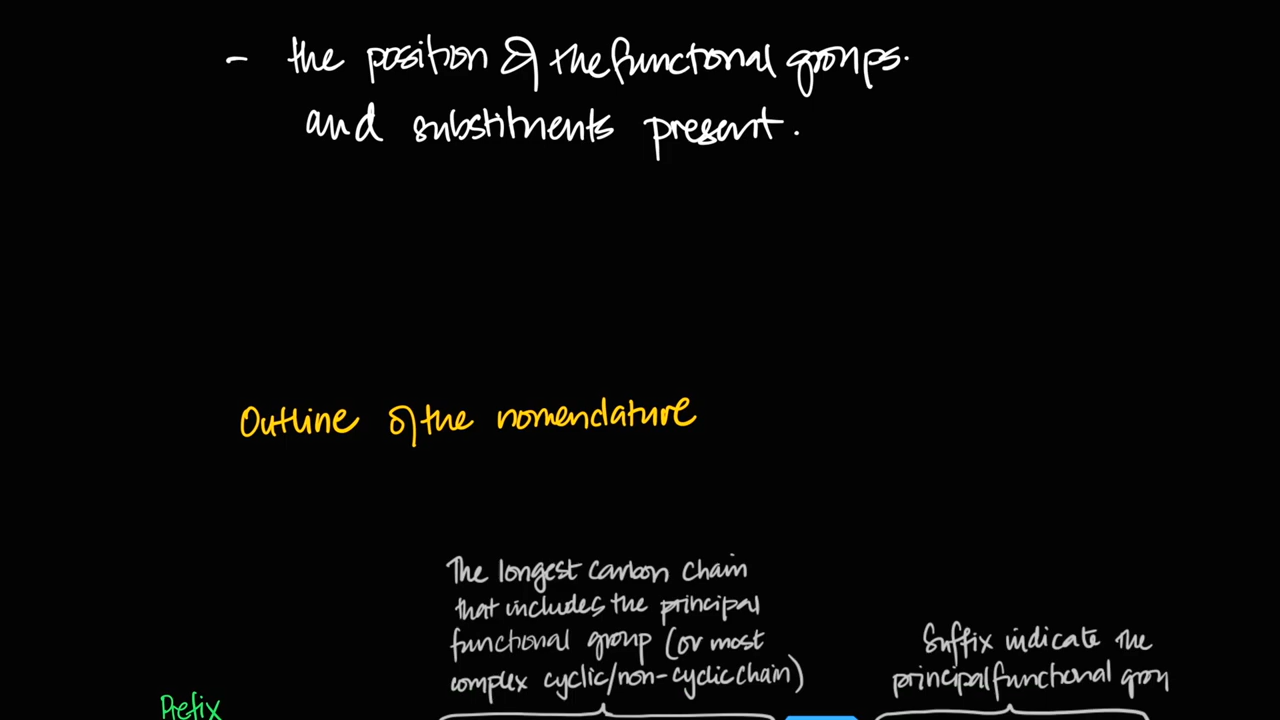 - the position of the functional groups.
and substituents present.
Outline of the nomenclature
The longest carbon chain
that includes the principal
functional group (or most
complex cyclic/non-cyclic chain)
Suffix indicate the
principal functional grou
Prefix